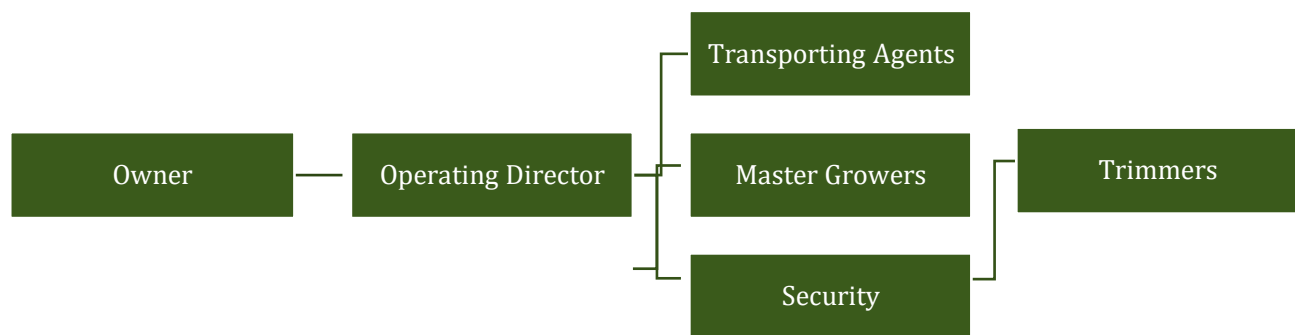 Transporting Agents
Owner
Operating Director
Master Growers
Trimmers
Security